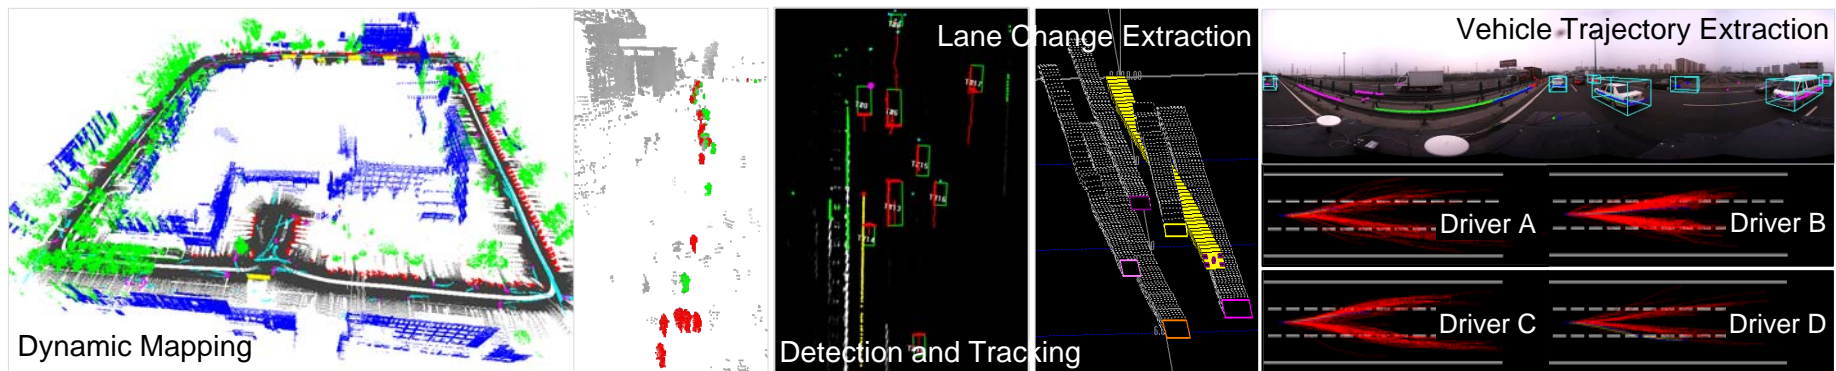 Dynamic Mapping
Detection and Tracking
Lane Change Extraction
Vehicle Trajectory Extraction
Driver A
Driver B
Driver C
Driver D